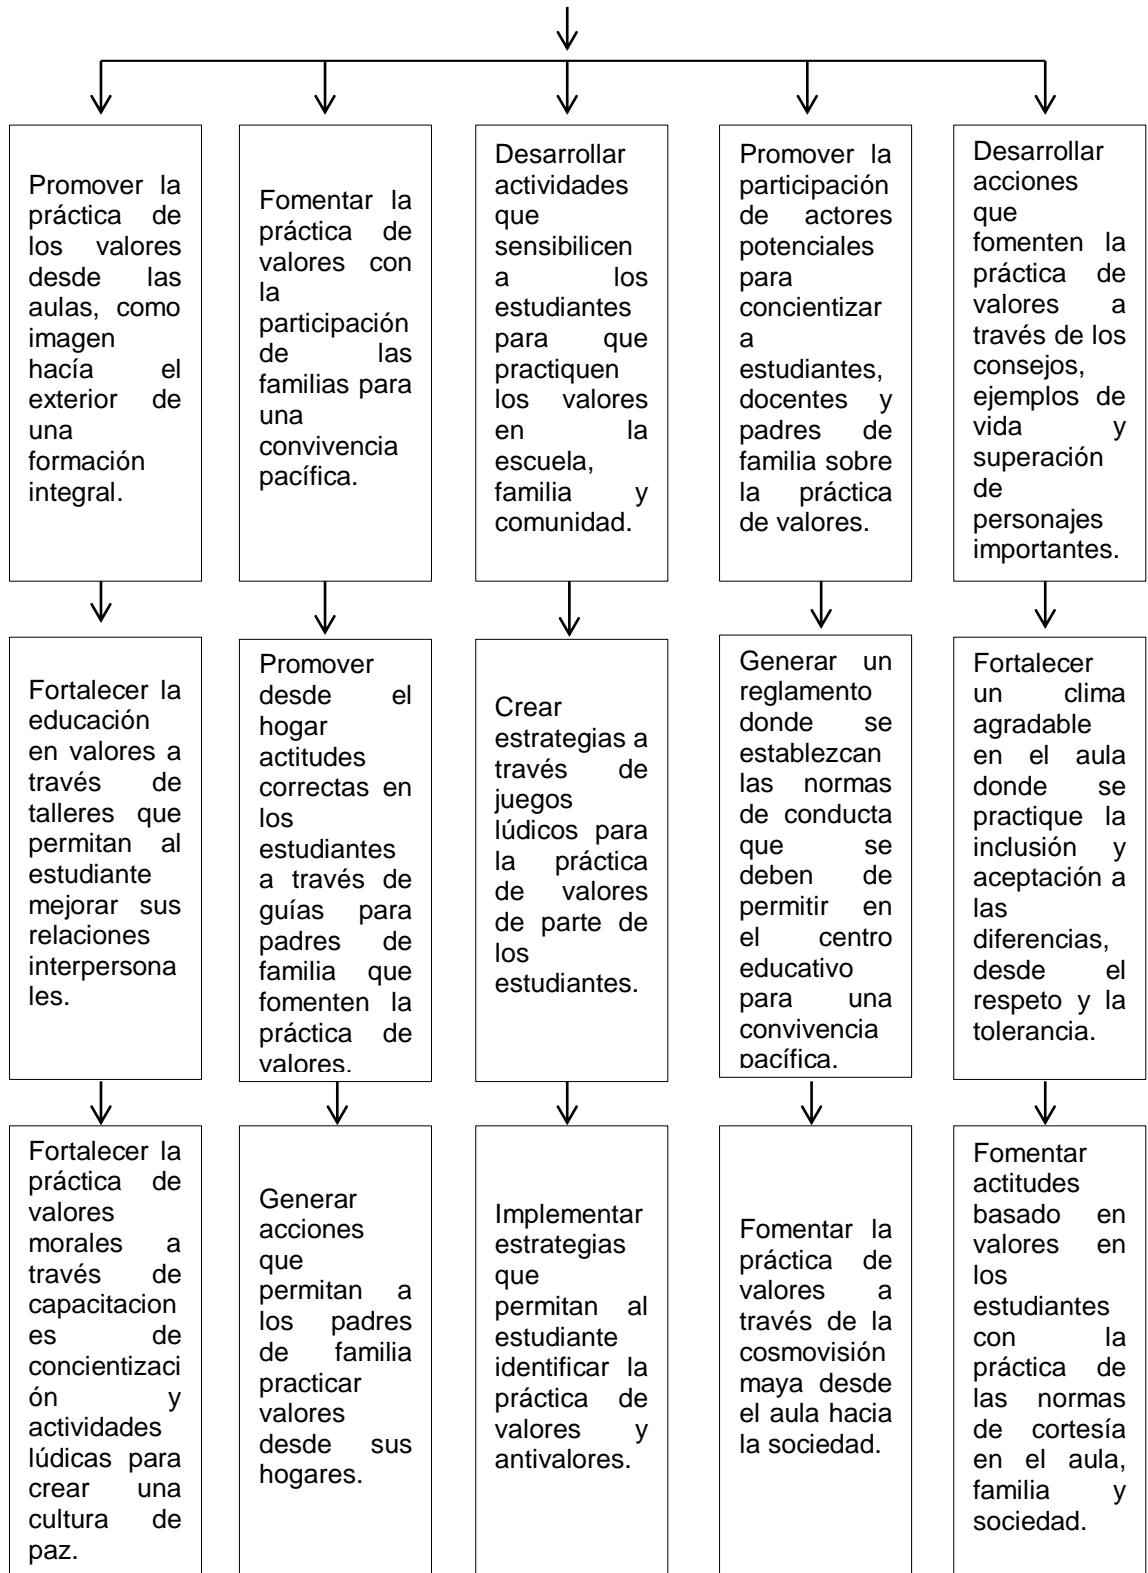 Promover la
práctica de
los valores
desde las
aulas, como
imagen
hacía el
exterior de
una
formación
integral.
Fomentar la
práctica de
valores con
la
participación
de las
familias para
una
convivencia
pacífica.
Desarrollar
actividades
que
sensibilicen
a los
estudiantes
para que
practiquen
los valores
en la
escuela,
familia y
comunidad.
Promover la
participación
de actores
potenciales
para
concientizar
a
estudiantes,
docentes y
padres de
familia sobre
la práctica
de valores.
Desarrollar
acciones
que
fomenten la
práctica de
valores a
través de los
consejos,
ejemplos de
vida y
superación
de
personajes
importantes.
Fortalecer la
educación
en valores a
través de
talleres que
permitan al
estudiante
mejorar sus
relaciones
interpersona
les.
Promover
desde el
hogar
actitudes
correctas en
los
estudiantes
a través de
guías para
padres de
familia que
fomenten la
práctica de
valores.
Crear
estrategias a
través de
juegos
lúdicos para
la práctica
de valores
de parte de
los
estudiantes.
Generar un
reglamento
donde se
establezcan
las normas
de conducta
que se
deben de
permitir en
el centro
educativo
para una
convivencia
pacífica.
Fortalecer
un clima
agradable
en el aula
donde se
practique la
inclusión y
aceptación a
las
diferencias,
desde el
respeto y la
tolerancia.
Fortalecer la
práctica de
valores
morales a
través de
capacitacion
es de
concientizaci
ón y
actividades
lúdicas para
crear una
cultura de
paz.
Generar
acciones
que
permitan a
los padres
de familia
practicar
valores
desde sus
hogares.
Implementar
estrategias
que
permitan al
estudiante
identificar la
práctica de
valores y
antivalores.
Fomentar la
práctica de
valores a
través de la
cosmovisión
maya desde
el aula hacia
la sociedad.
Fomentar
actitudes
basado en
valores en
los
estudiantes
con la
práctica de
las normas
de cortesía
en el aula,
familia y
sociedad.